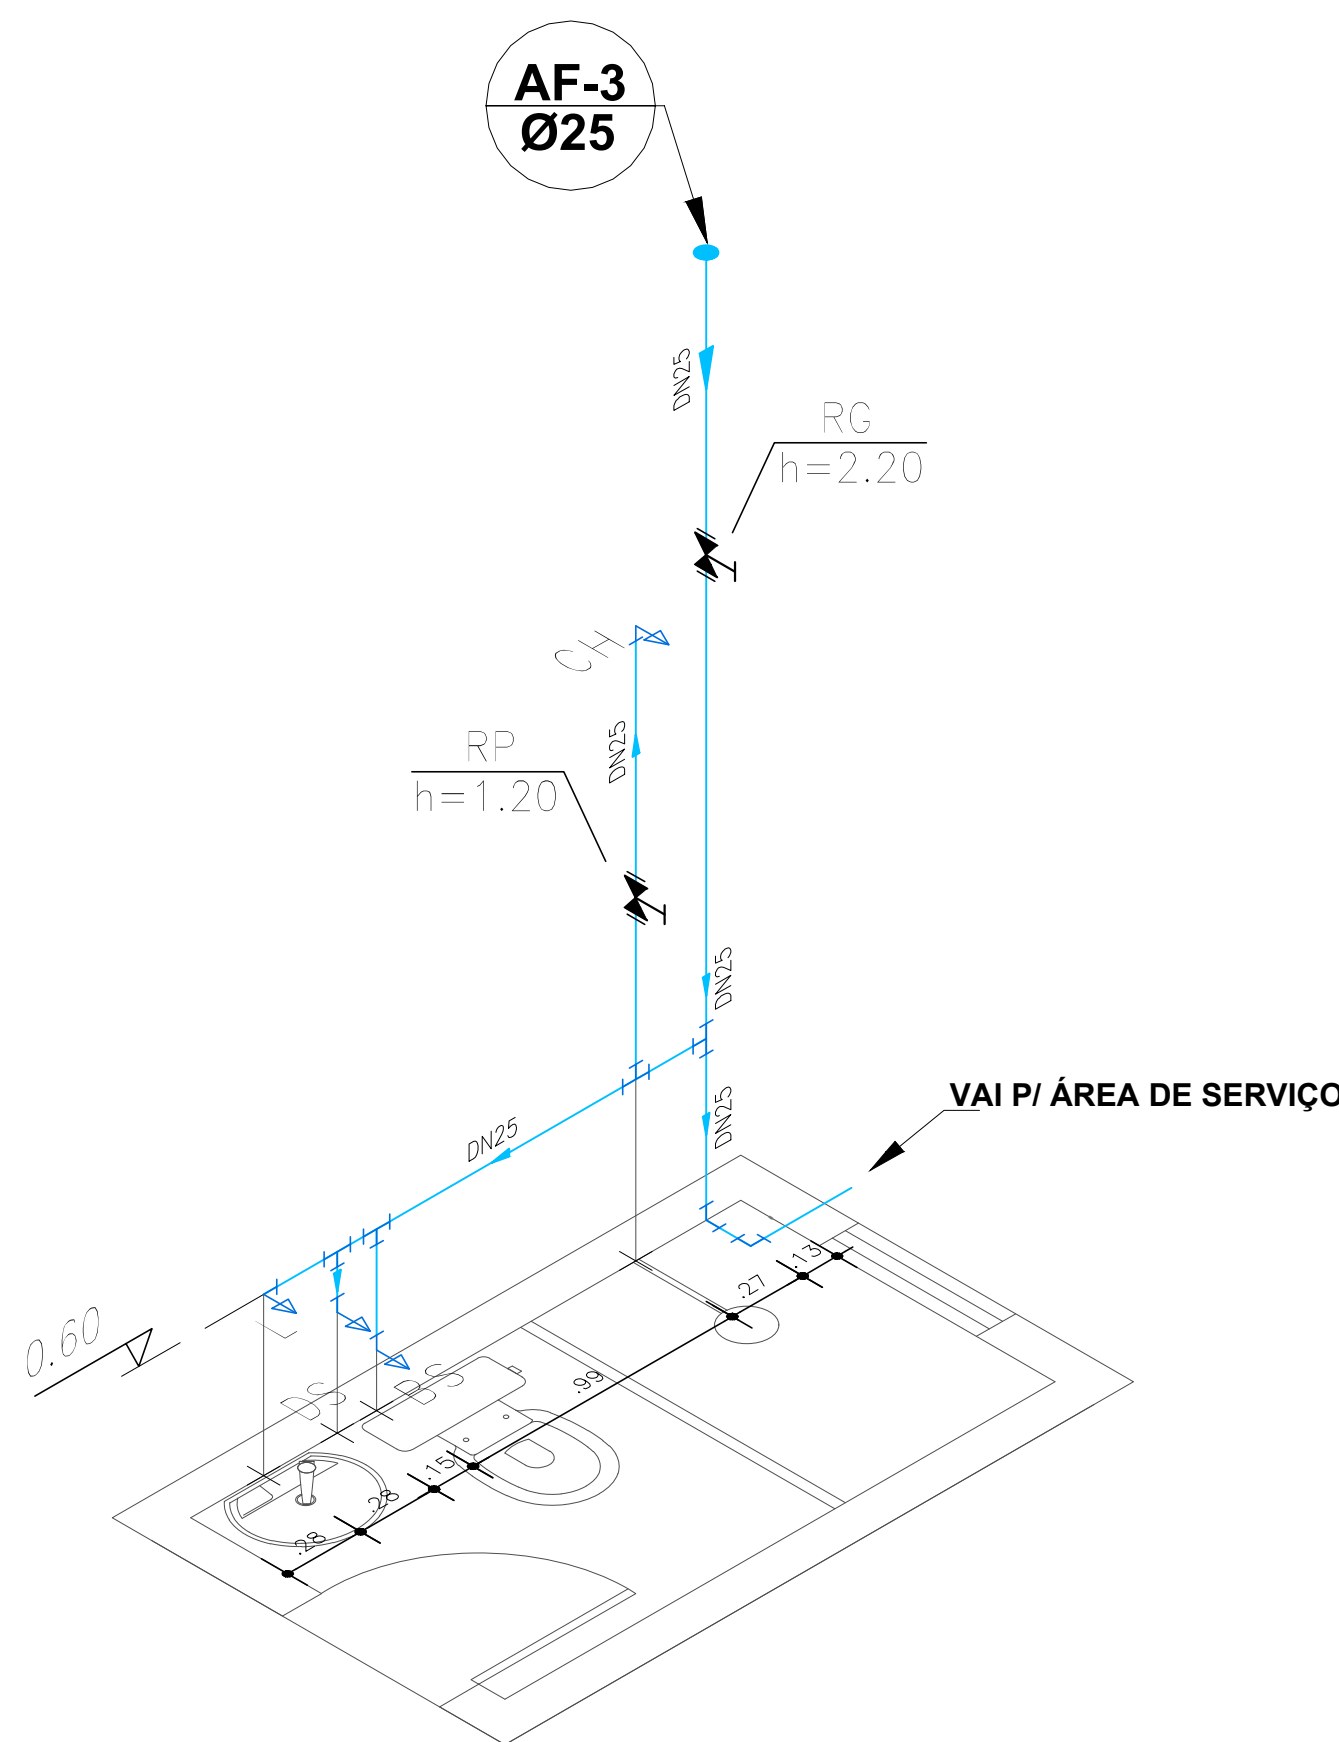 AF-3
Ø25
DN25
RG
h=2.20
CH
DN25
RP
h=1.20
DN25
DN25
DN25
VAI P/ ÁREA DE SERVIÇO
0.60
L
DS
BS
.13
.27
.99
.15
.28
.28